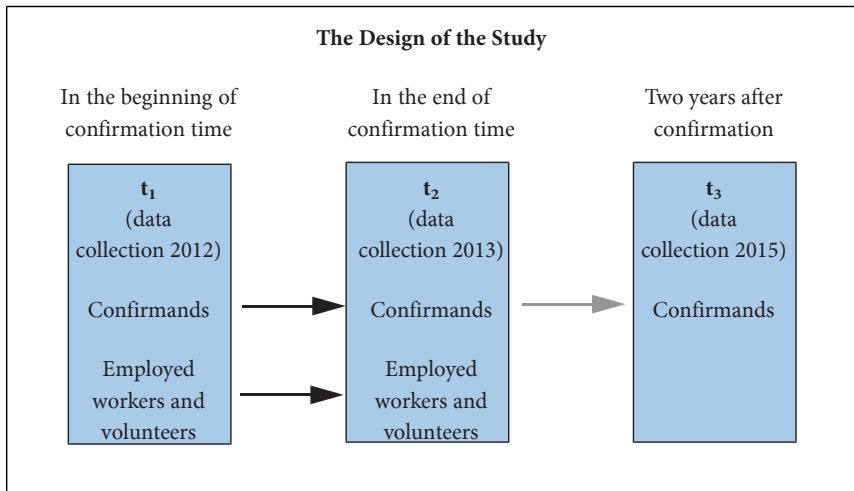 The Design of the Study
In the beginning of
confirmation time
In the end of
confirmation time
Two years after
confirmation
t₁
(data
collection 2012)
Confirmands
Employed
workers and
volunteers
t₂
(data
collection 2013)
Confirmands
Employed
workers and
volunteers
t₃
(data
collection 2015)
Confirmands